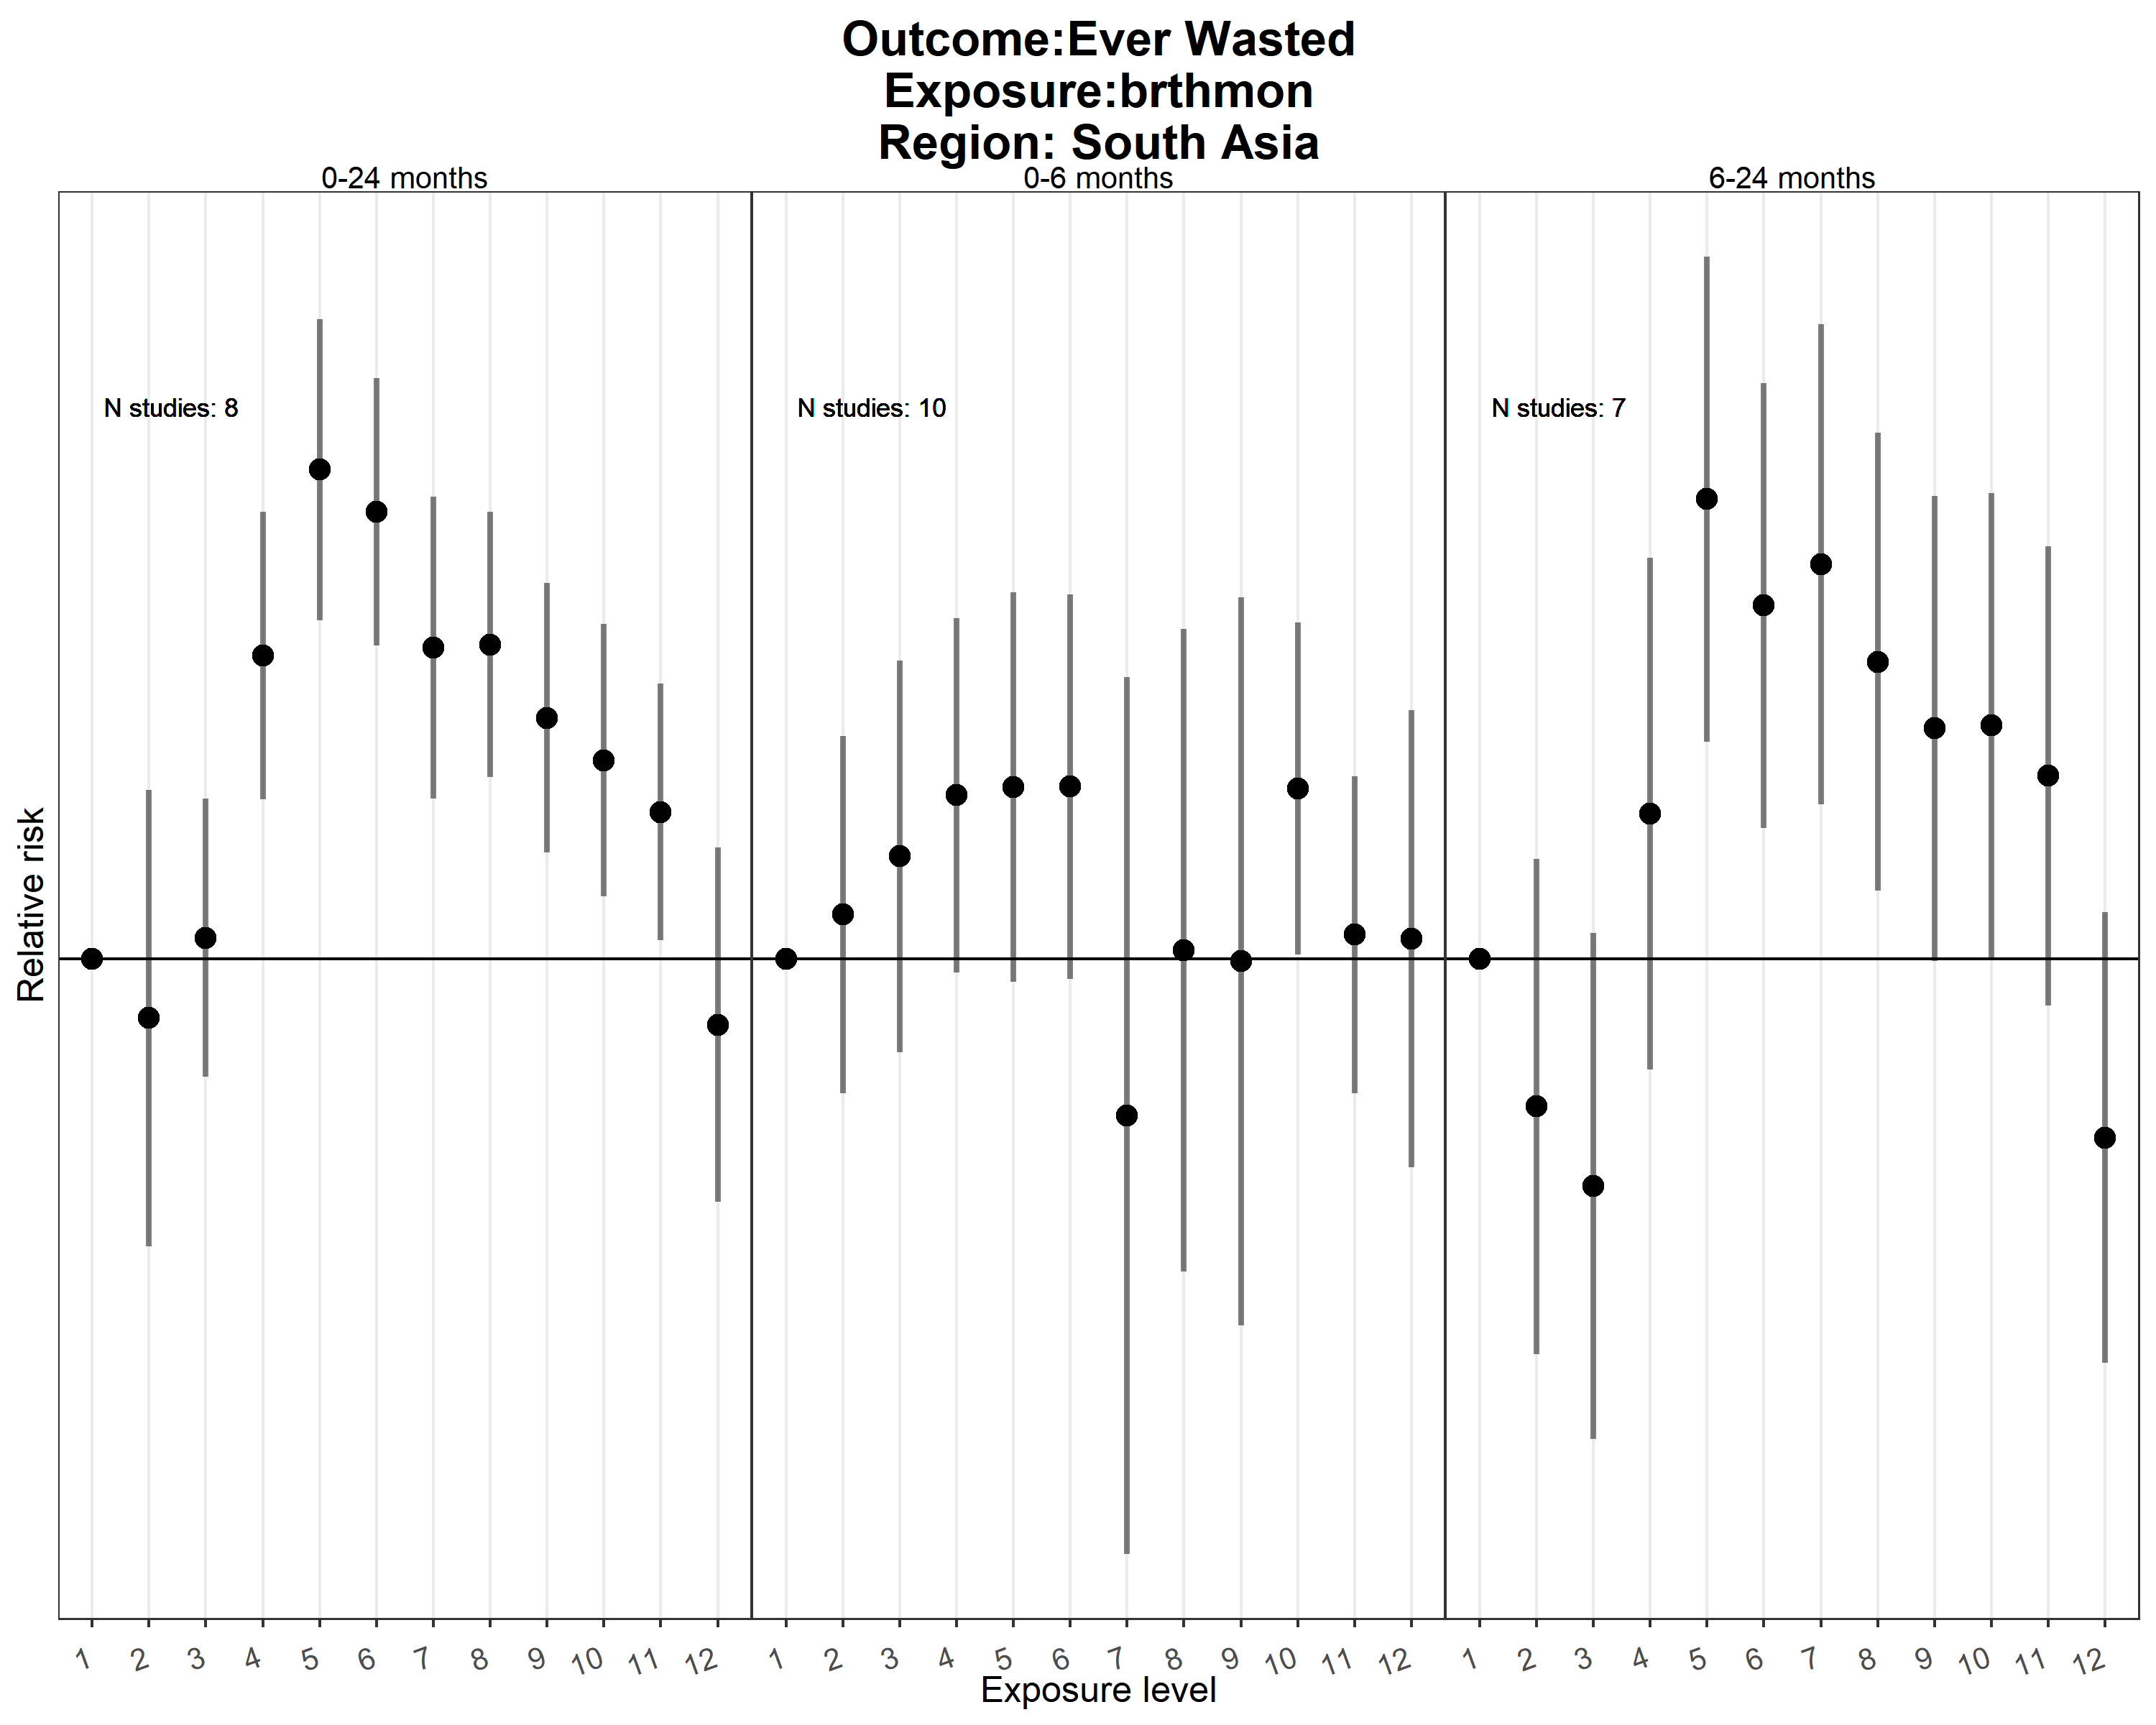 Outcome:Ever Wasted
Exposure:brthmon
Region: South Asia
0-24 months 0-6 months 6-24 months
N studies: 8 N studies: 10 N studies: 7
Relative risk
1 2 3 4 5 6 7 8 9 10 11 12 1 2 3 4 5 6 7 8 9 10 11 12 1 2 3 4 5 6 7 8 9 10 11 12
Exposure level